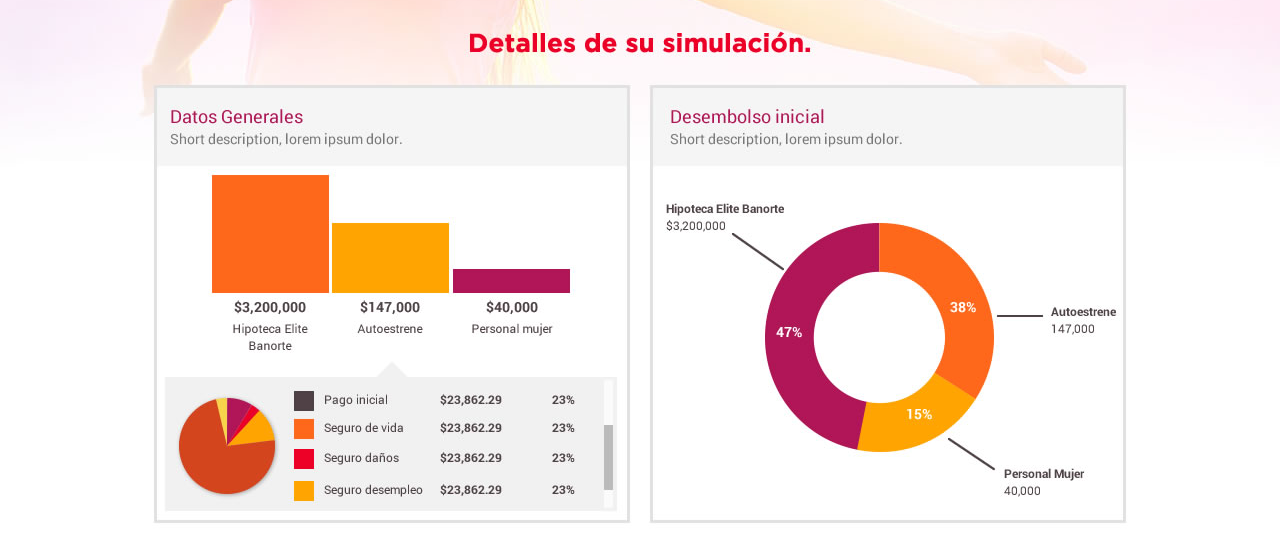 Detalles de su simulación.
Datos Generales
Short description, lorem ipsum dolor.
$3,200,000
$147,000
$40,000
Hipoteca Elite
Banorte
Autoestrene
Personal mujer
Pago inicial $23,862.29 23%
Seguro de vida $23,862.29 23%
Seguro daños $23,862.29 23%
Seguro desempleo $23,862.29 23%
Desembolso inicial
Short description, lorem ipsum dolor.
Hipoteca Elite Banorte
$3,200,000
38%
Autoestrene
147,000
47%
15%
Personal Mujer
40,000